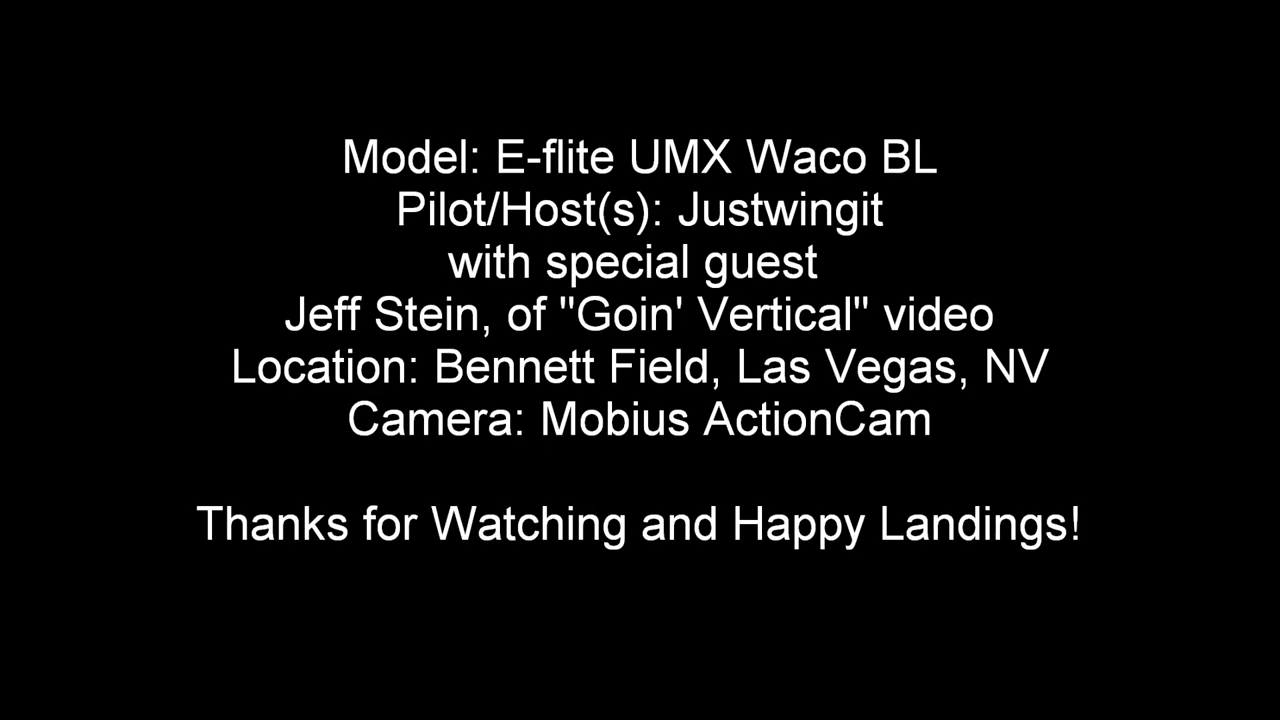 Model: E-flite UMX Waco BL
Pilot/Host(s): Justwingit
with special guest
Jeff Stein, of "Goin' Vertical" video
Location: Bennett Field, Las Vegas, NV
Camera: Mobius ActionCam
Thanks for Watching and Happy Landings!